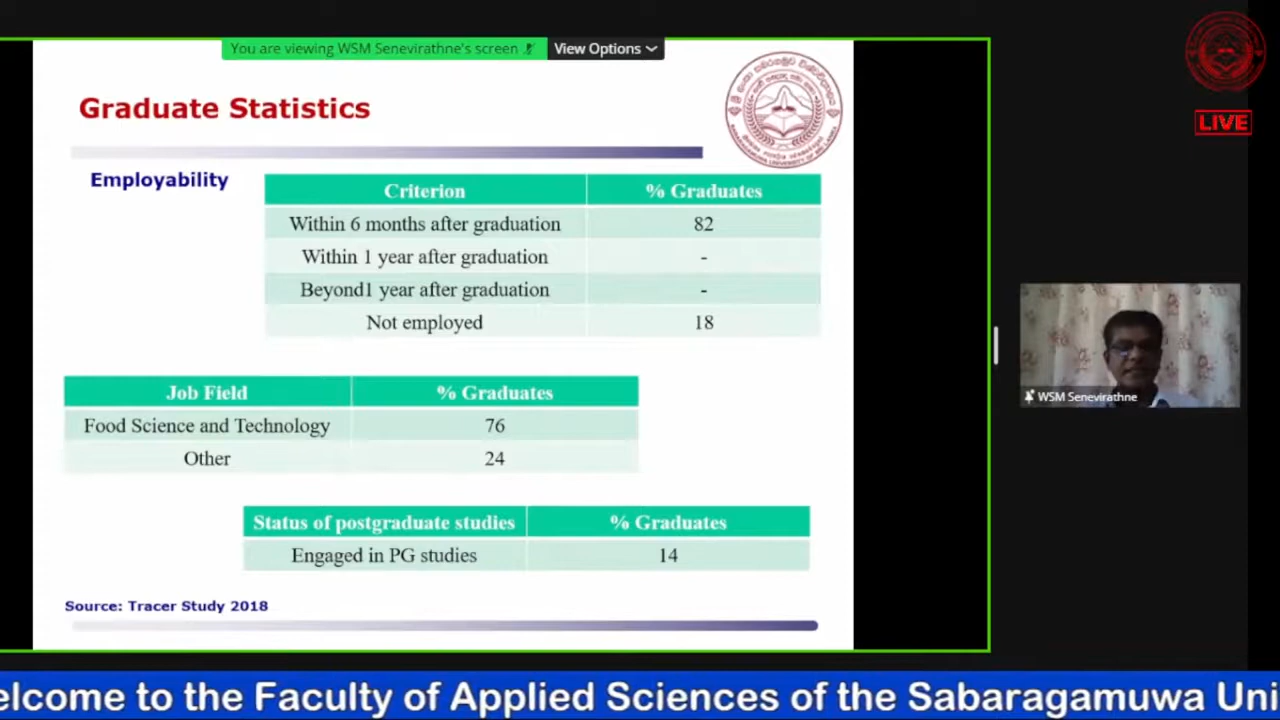 You are viewing WSM Senevirathne's screen
View Options
LIVE
Graduate Statistics
Employability
Criterion % Graduates
Within 6 months after graduation 82
Within 1 year after graduation -
Beyond1 year after graduation -
Not employed 18
Job Field % Graduates
Food Science and Technology 76
Other 24
Status of postgraduate studies % Graduates
Engaged in PG studies 14
Source: Tracer Study 2018
WSM Senevirathne
elcome to the Faculty of Applied Sciences of the Sabaragamuwa Uni